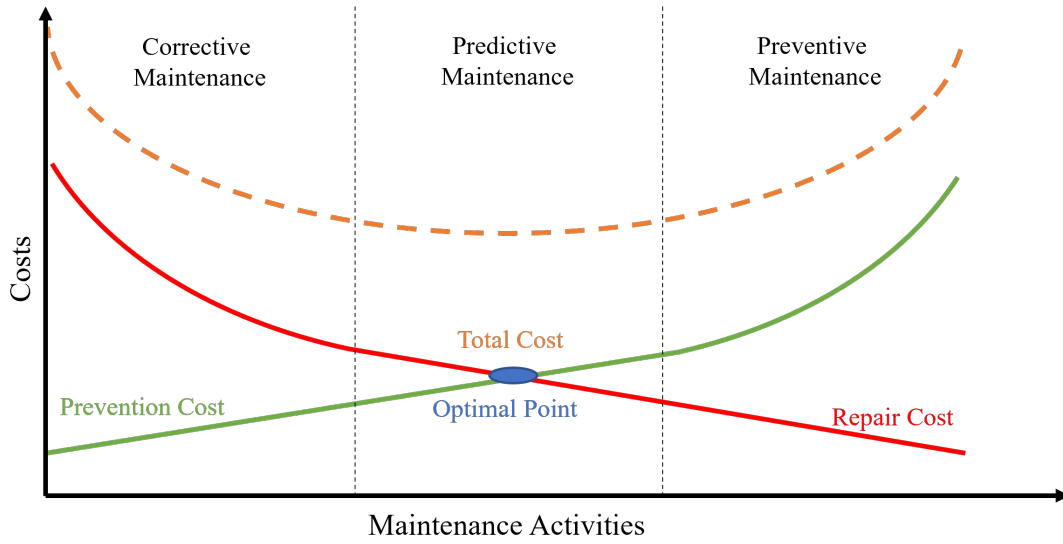 Corrective
Maintenance
Predictive
Maintenance
Preventive
Maintenance
Costs
Total Cost
Prevention Cost
Optimal Point
Repair Cost
Maintenance Activities